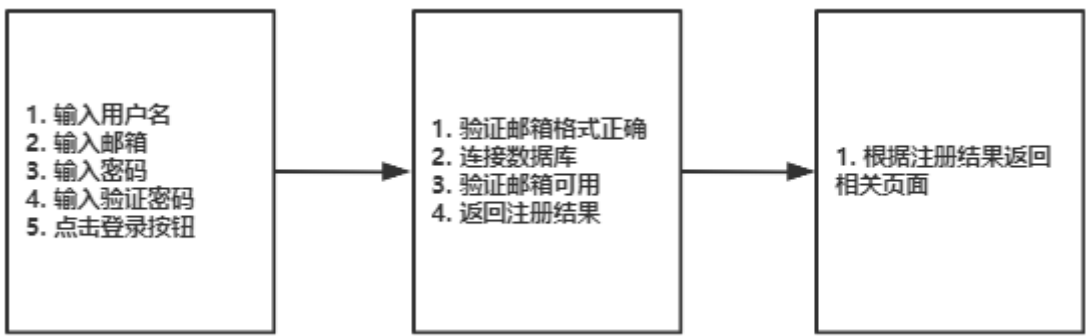 1. 输入用户名
2. 输入邮箱
3. 输入密码
4. 输入验证密码
5. 点击登录按钮
1. 验证邮箱格式正确
2. 连接数据库
3. 验证邮箱可用
4. 返回注册结果
1. 根据注册结果返回
相关页面